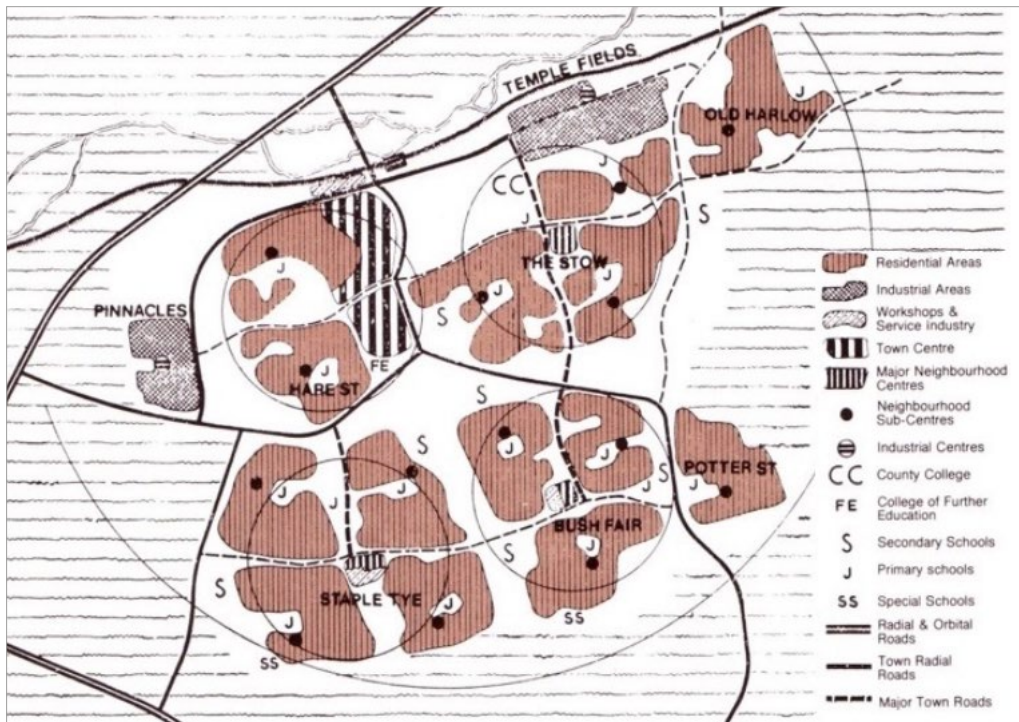 TEMPLE FIELDS
OLD HARLOW
J
J
CC
J
S
THE STOW
J
J
J
S
PINNACLES
J
HARE ST
FE
S
S
J
J
J
J
J
J
S
J
POTTER ST
J
BUSH FAIR
S
J
S
STAPLE TYE
J
J
SS
SS
Residential Areas
Industrial Areas
Workshops &
Service Industry
Town Centre
Major Neighbourhood
Centres
Neighbourhood
Sub-Centres
Industrial Centres
CC County College
FE College of Further
Education
S Secondary Schools
J Primary schools
SS Special Schools
Radial & Orbital
Roads
Town Radial
Roads
Major Town Roads